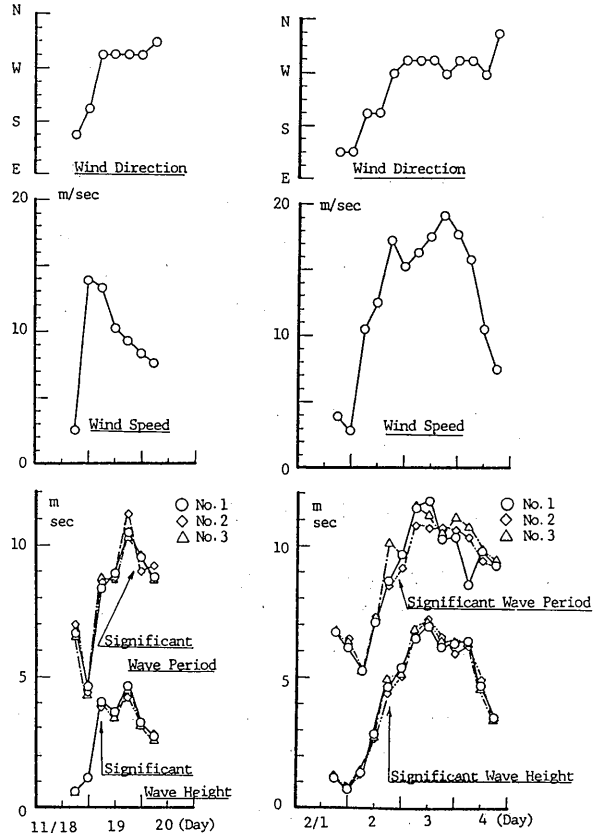 N
W
S
E
Wind Direction
m/sec
20
10
0
Wind Speed
m
sec
No.1
No.2
No.3
10
5
0
Significant
Wave Period
Significant
Wave Height
11/18 19 20 (Day)
N
W
S
E
Wind Direction
m/sec
20
10
0
Wind Speed
m
sec
No.1
No.2
No.3
10
5
0
Significant Wave Period
Significant Wave Height
2/1 2 3 4 (Day)